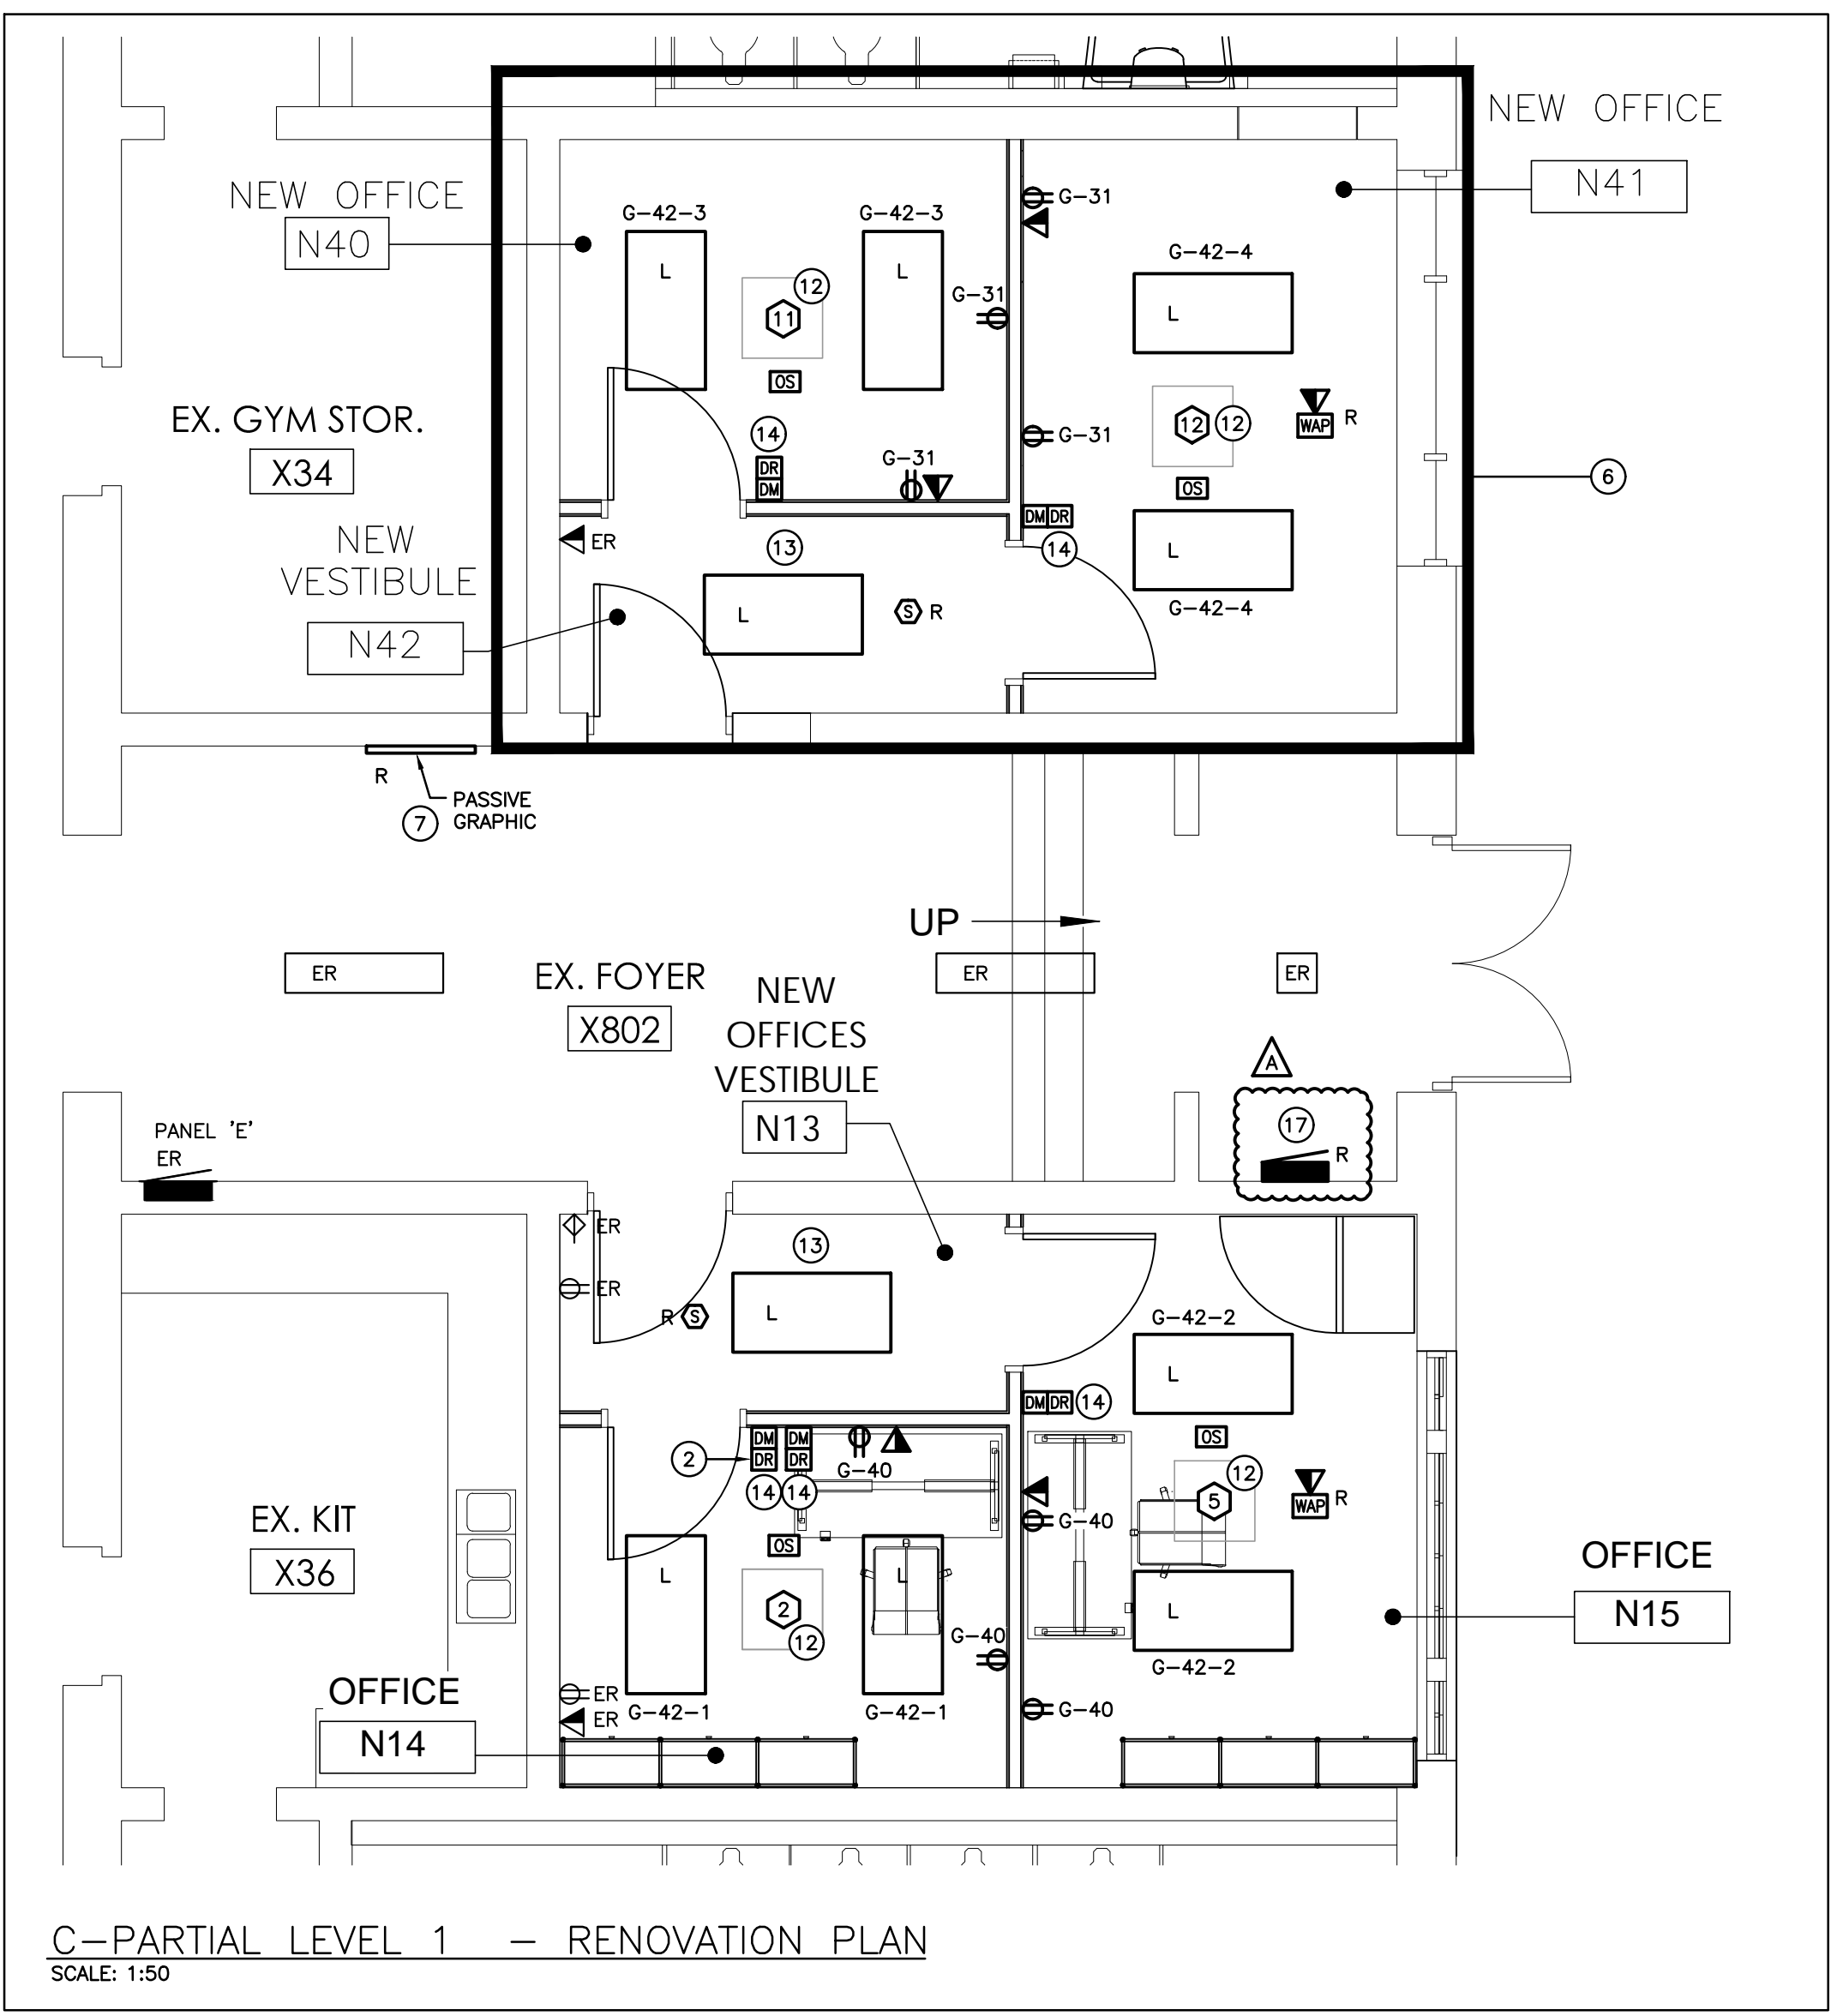 NEW OFFICE
N41
NEW OFFICE
N40
G-42-3
G-42-3
G-31
G-42-4
L
L
12
11
G-31
L
OS
12
12
WAP
R
EX. GYM STOR.
X34
14
DR
DM
G-31
G-31
OS
6
DM
DR
14
NEW
VESTIBULE
N42
ER
13
L
S
R
L
G-42-4
R
PASSIVE
GRAPHIC
7
UP
ER
EX. FOYER
X802
ER
ER
NEW
OFFICES
VESTIBULE
N13
A
17
R
PANEL 'E'
ER
ER
13
ER
R
S
L
G-42-2
L
DM
DR
14
2
DM
DR
DM
DR
14
14
G-40
OS
12
5
WAP
R
G-40
EX. KIT
X36
OS
L
L
2
12
L
G-42-2
OFFICE
N15
G-40
OFFICE
N14
ER
ER
G-42-1
G-42-1
G-40
C-PARTIAL LEVEL 1 - RENOVATION PLAN
SCALE: 1:50